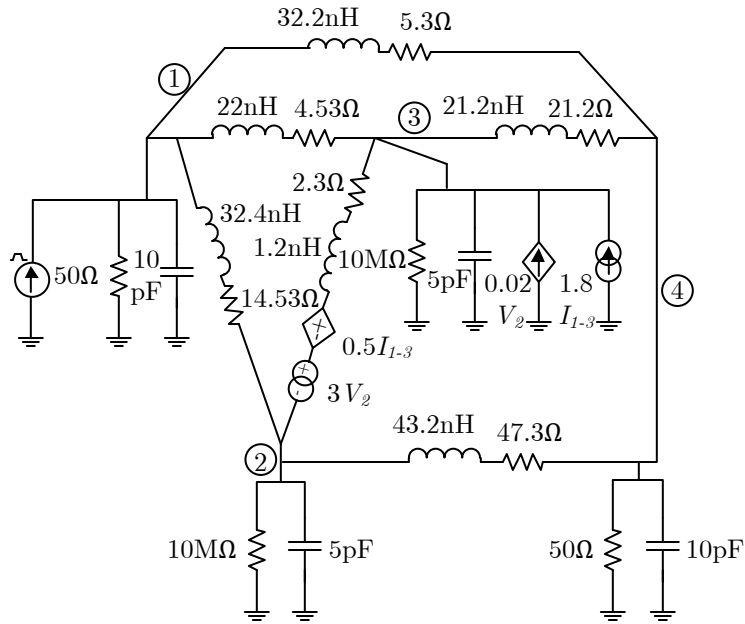 32.2nH 5.3Ω
1
22nH 4.53Ω 3 21.2nH 21.2Ω
2.3Ω
32.4nH
1.2nH
50Ω 10 pF
10MΩ 5pF 0.02 V2 1.8 I1-3
4
14.53Ω
+ -
0.5I1-3
+ -
3V2
43.2nH 47.3Ω
2
10MΩ 5pF 50Ω 10pF